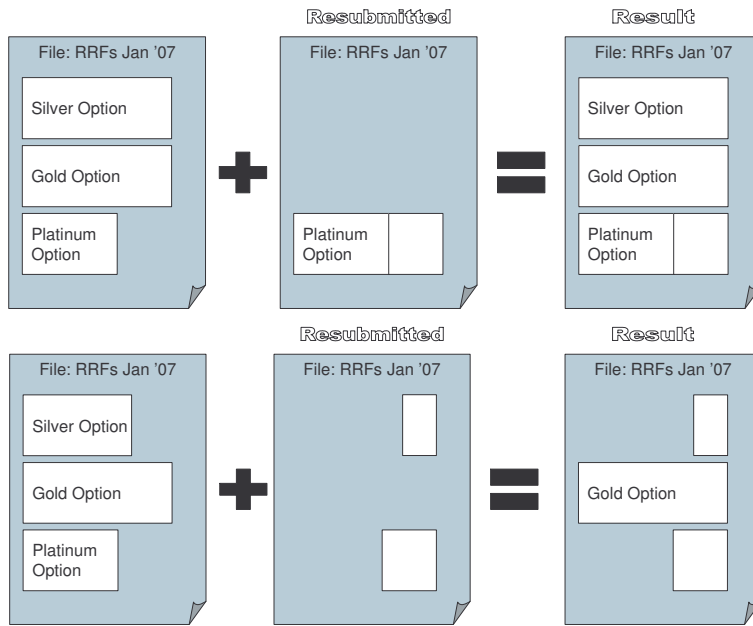 Resubmitted
Result
File: RRFs Jan '07
File: RRFs Jan '07
File: RRFs Jan '07
Silver Option
Gold Option
Platinum
Option
Platinum
Option
Silver Option
Gold Option
Platinum
Option
Resubmitted
Result
File: RRFs Jan '07
File: RRFs Jan '07
File: RRFs Jan '07
Silver Option
Gold Option
Platinum
Option
Gold Option